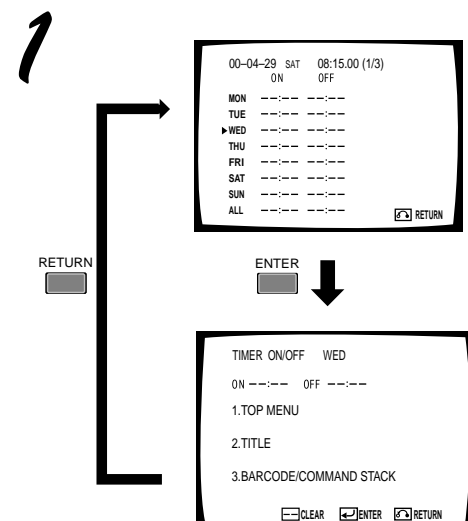 1
00–04–29 SAT 08:15.00 (1/3)
ON OFF
MON --:-- --:--
TUE --:-- --:--
▶WED --:-- --:--
THU --:-- --:--
FRI --:-- --:--
SAT --:-- --:--
SUN --:-- --:--
ALL --:-- --:--
RETURN
RETURN
ENTER
TIMER ON/OFF WED
ON --:-- OFF --:--
1.TOP MENU
2.TITLE
3.BARCODE/COMMAND STACK
--CLEAR ENTER RETURN